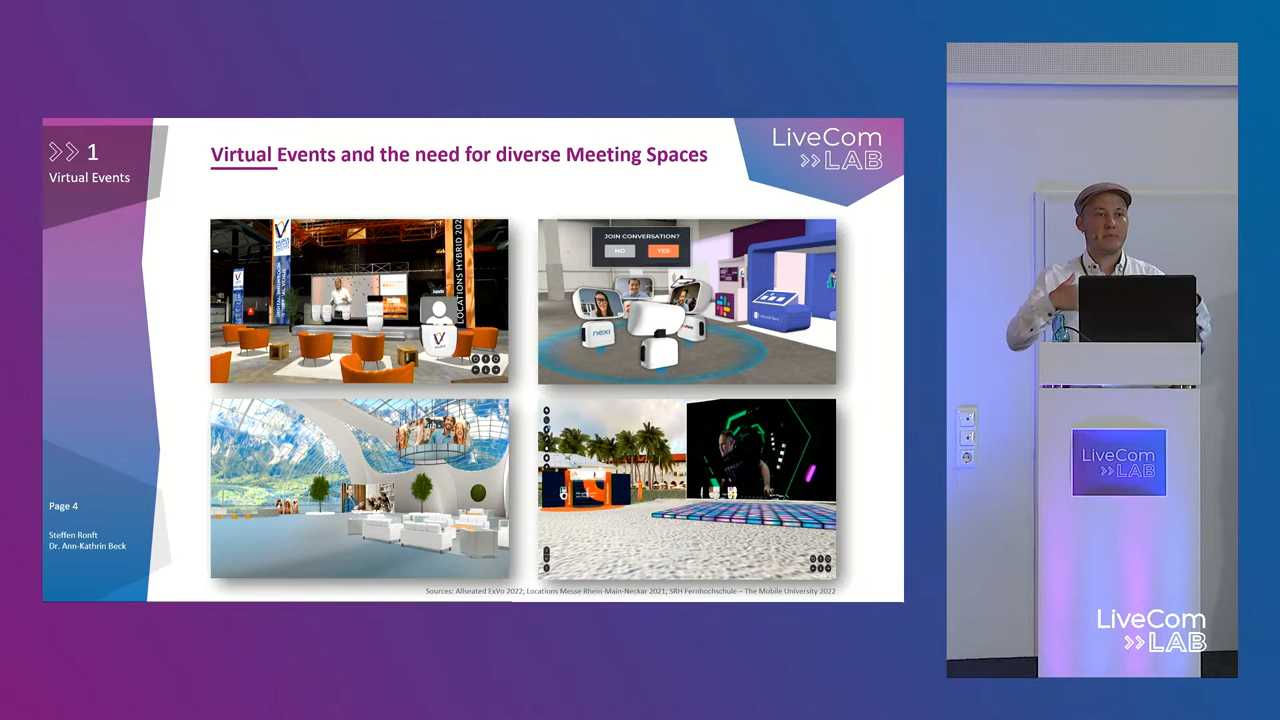 1
Virtual Events
Virtual Events and the need for diverse Meeting Spaces
LiveCom
LAB
LOCATIONS HYBRID 202
JOIN CONVERSATION?
NO
YES
nexi
Page 4
Steffen Ronft
Dr. Ann-Kathrin Beck
Sources: Allseated ExVo 2022; Locations Messe Rhein-Main-Neckar 2021; SRH Fernhochschule – The Mobile University 2022
LiveCom
LAB
LiveCom
LAB